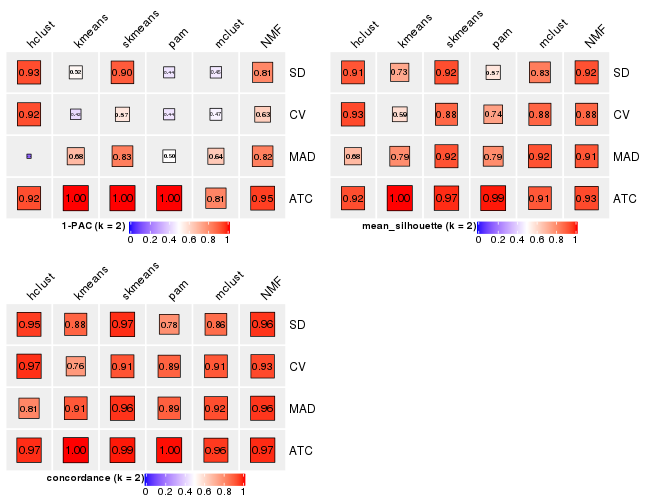 hclust kmeans skmeans pam mclust NMF
0.93 0.52 0.90 0.44 0.45 0.81 SD
0.92 0.43 0.57 0.44 0.47 0.63 CV
0.68 0.83 0.50 0.64 0.82 MAD
0.92 1.00 1.00 1.00 0.81 0.95 ATC
1-PAC (k = 2)
0 0.2 0.4 0.6 0.8 1
hclust kmeans skmeans pam mclust NMF
0.91 0.73 0.92 0.57 0.83 0.92 SD
0.93 0.59 0.88 0.74 0.88 0.88 CV
0.68 0.79 0.92 0.79 0.92 0.91 MAD
0.92 1.00 0.97 0.99 0.91 0.93 ATC
mean_silhouette (k = 2)
0 0.2 0.4 0.6 0.8 1
hclust kmeans skmeans pam mclust NMF
0.95 0.88 0.97 0.78 0.86 0.96 SD
0.97 0.76 0.91 0.89 0.91 0.93 CV
0.81 0.91 0.96 0.89 0.92 0.96 MAD
0.97 1.00 0.99 1.00 0.96 0.97 ATC
concordance (k = 2)
0 0.2 0.4 0.6 0.8 1